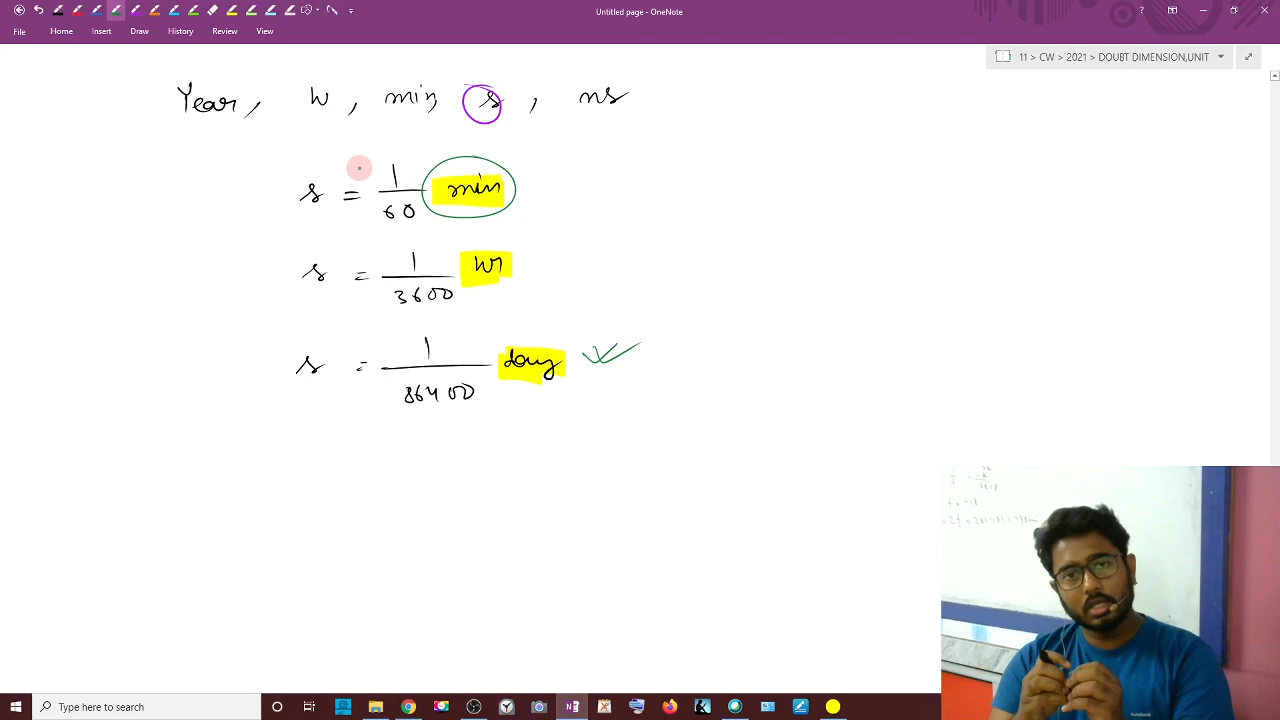 Untitled page - OneNote
File Home Insert Draw History Review View
11 > CW > 2021 > DOUBT DIMENSION,UNIT
Year, hr, min, s, ns
s = 1/60 min
s = 1/3600 hr
s = 1/86400 day
Type here to search